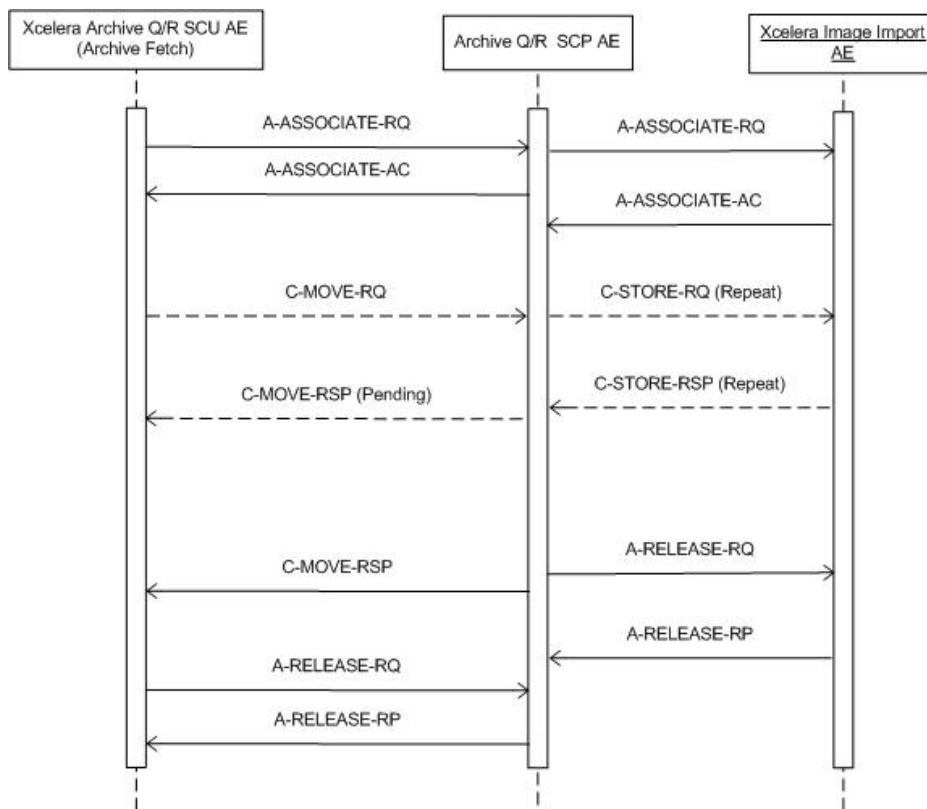 Xcelera Archive Q/R SCU AE
(Archive Fetch)
Archive Q/R SCP AE
Xcelera Image Import
AE
A-ASSOCIATE-RQ
A-ASSOCIATE-RQ
A-ASSOCIATE-AC
A-ASSOCIATE-AC
C-MOVE-RQ
C-STORE-RQ (Repeat)
C-MOVE-RSP (Pending)
C-STORE-RSP (Repeat)
A-RELEASE-RQ
C-MOVE-RSP
A-RELEASE-RP
A-RELEASE-RQ
A-RELEASE-RP